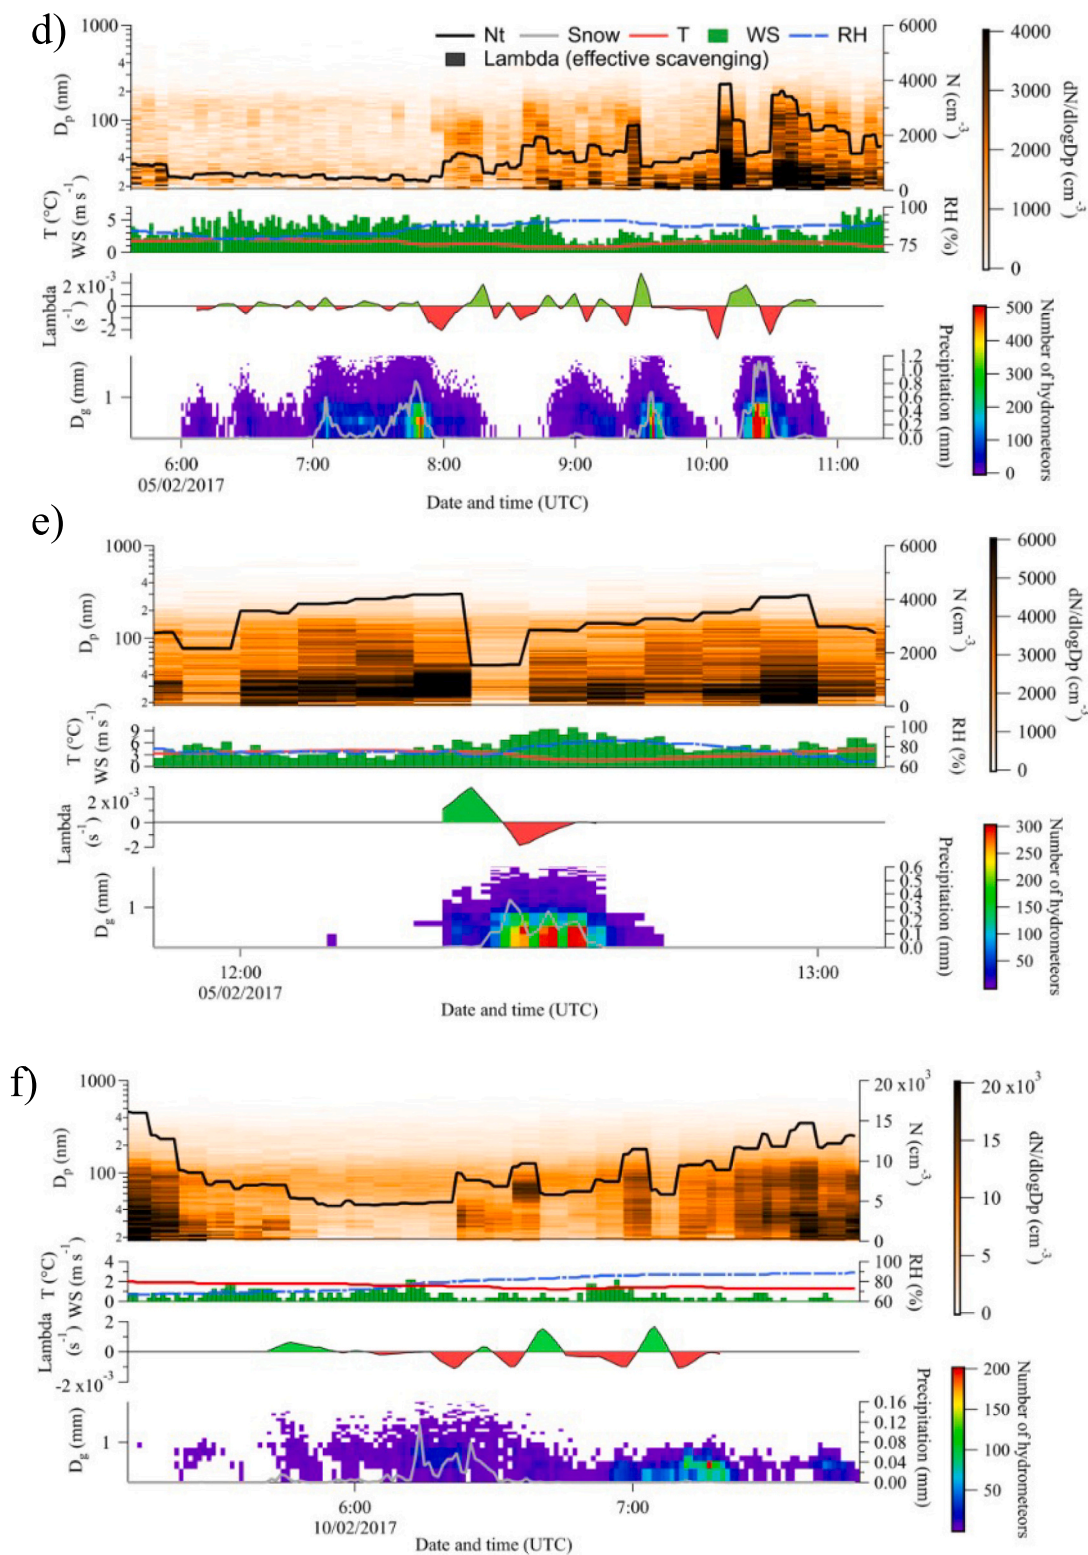 d)
Nt Snow T WS RH
Lambda (effective scavenging)
1000
4
2
100
4
2
Dp (nm)
6000
4000
2000
0
N (cm-3)
4000
3000
2000
1000
0
dN/dlogDp (cm-3)
T (°C)
WS (m s-1)
5
0
100
75
RH (%)
Lambda
(s-1)
2 x10-3
0
-2
Dg (mm)
1
1.2
1.0
0.8
0.6
0.4
0.2
0.0
Precipitation (mm)
500
400
300
200
100
0
Number of hydrometeors
6:00 7:00 8:00 9:00 10:00 11:00
05/02/2017
Date and time (UTC)
e)
1000
4
2
100
4
2
Dp (nm)
6000
4000
2000
0
N (cm-3)
6000
5000
4000
3000
2000
1000
0
dN/dlogDp (cm-3)
T (°C)
WS (m s-1)
9
6
3
0
100
80
60
RH (%)
Lambda
(s-1)
2 x10-3
0
-2
Dg (mm)
1
0.6
0.5
0.4
0.3
0.2
0.1
0.0
Precipitation (mm)
300
250
200
150
100
50
Number of hydrometeors
12:00 13:00
05/02/2017
Date and time (UTC)
f)
1000
4
2
100
4
2
Dp (nm)
20 x103
15
10
5
0
N (cm-3)
20 x103
15
10
5
0
dN/dlogDp (cm-3)
T (°C)
WS (m s-1)
4
2
0
100
80
60
RH (%)
Lambda
(s-1)
2
0
-2 x10-3
Dg (mm)
1
0.16
0.12
0.08
0.04
0.00
Precipitation (mm)
200
150
100
50
Number of hydrometeors
6:00 7:00
10/02/2017
Date and time (UTC)